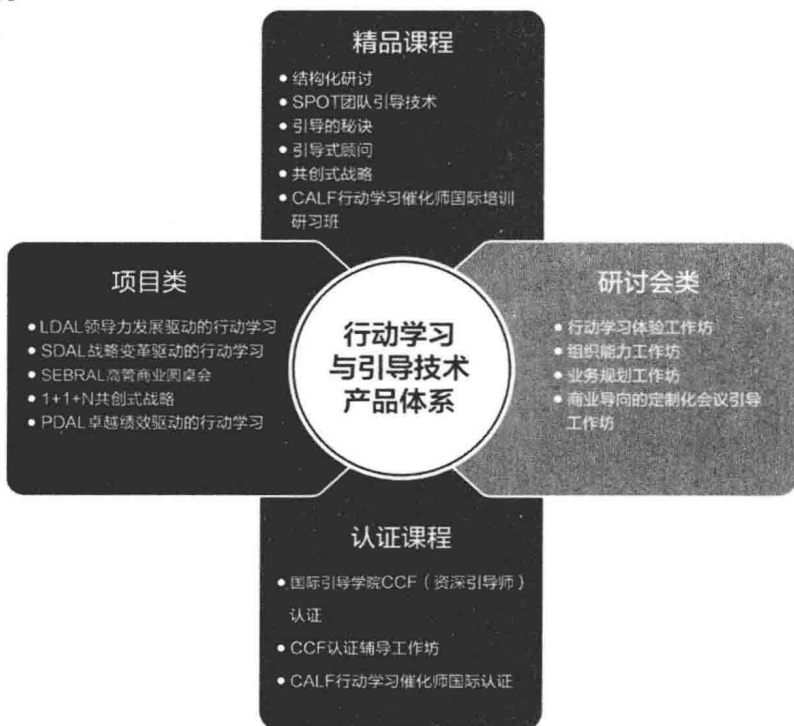 精品课程
● 结构化研讨
● SPOT团队引导技术
● 引导的秘诀
● 引导式顾问
● 共创式战略
● CALF行动学习催化师国际培训
研习班
项目类
● LDAL领导力发展驱动的行动学习
● SDAL战略变革驱动的行动学习
● SEBRAL高管商业圆桌会
● 1+1+N共创式战略
● PDAL卓越绩效驱动的行动学习
行动学习
与引导技术
产品体系
研讨会类
● 行动学习体验工作坊
● 组织能力工作坊
● 业务规划工作坊
● 商业导向的定制化会议引导
工作坊
认证课程
● 国际引导学院CCF（资深引导师）
认证
● CCF认证辅导工作坊
● CALF行动学习催化师国际认证